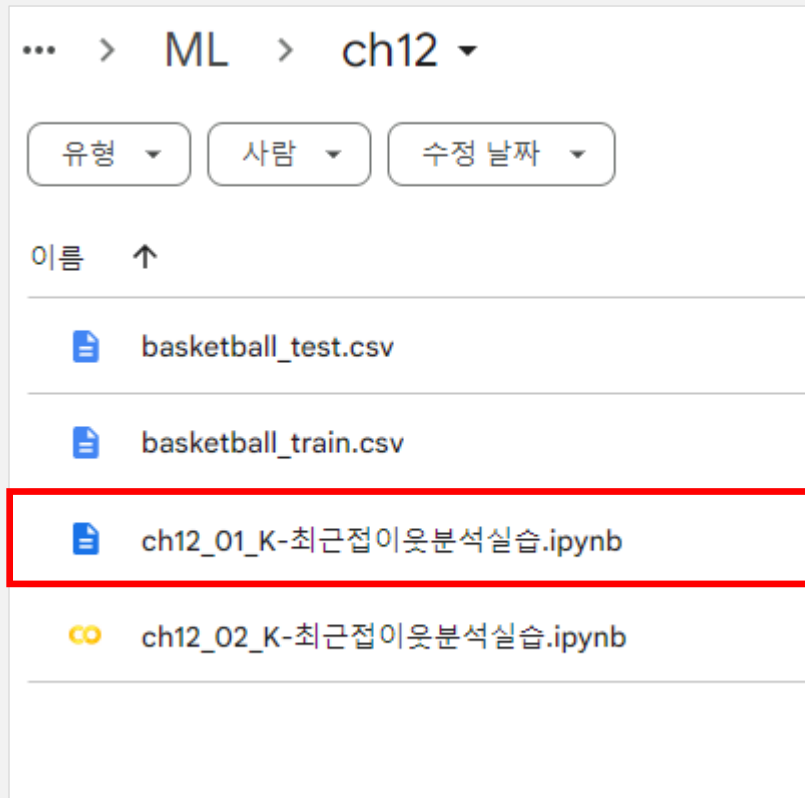 ML > ch12
유형 사람 수정 날짜
이름
basketball_test.csv
basketball_train.csv
ch12_01_K-최근접이웃분석실습.ipynb
ch12_02_K-최근접이웃분석실습.ipynb